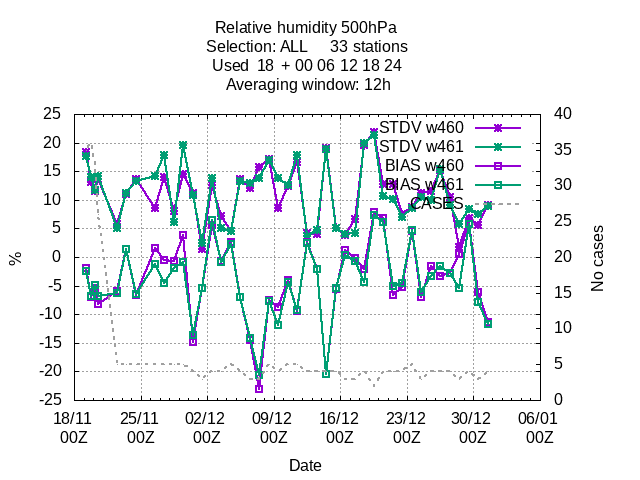 Relative humidity 500hPa
Selection: ALL 33 stations
Used 18 + 00 06 12 18 24
Averaging window: 12h
25 40
STDV w460
20 35
STDV w461
15 BIAS w460
BIAS w461 30
10 CASES
25
5
0 20
-5 15
-10 10
-15
-20 5
-25 0
%
No cases
18/11 25/11 02/12 09/12 16/12 23/12 30/12 06/01
00Z 00Z 00Z 00Z 00Z 00Z 00Z 00Z
Date